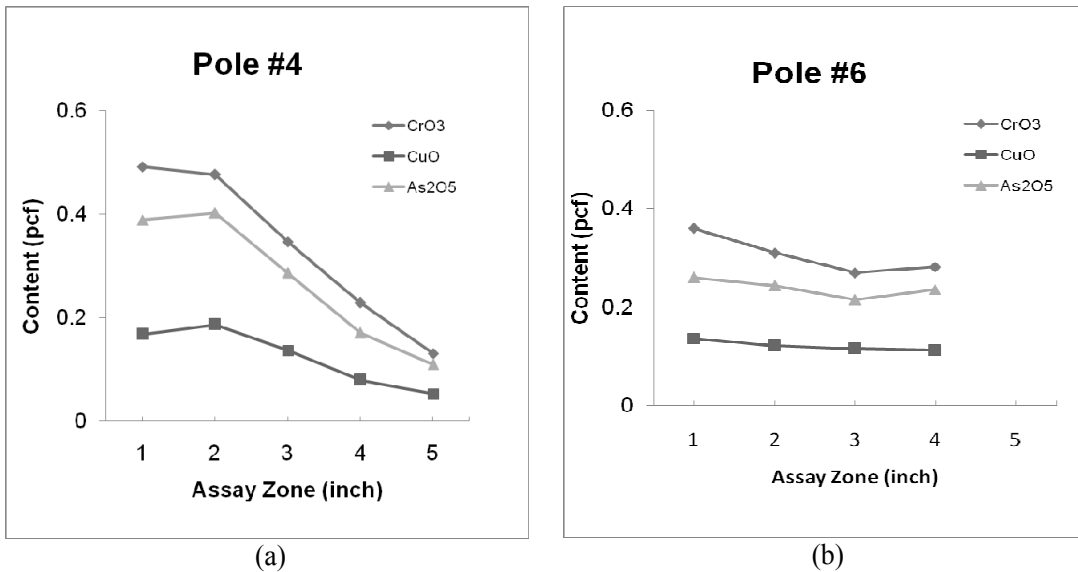 Pole #4
0.6
0.4
0.2
0
Content (pcf)
CrO3
CuO
As2O5
1 2 3 4 5
Assay Zone (inch)
(a)
Pole #6
0.6
0.4
0.2
0
Content (pcf)
CrO3
CuO
As2O5
1 2 3 4 5
Assay Zone (inch)
(b)